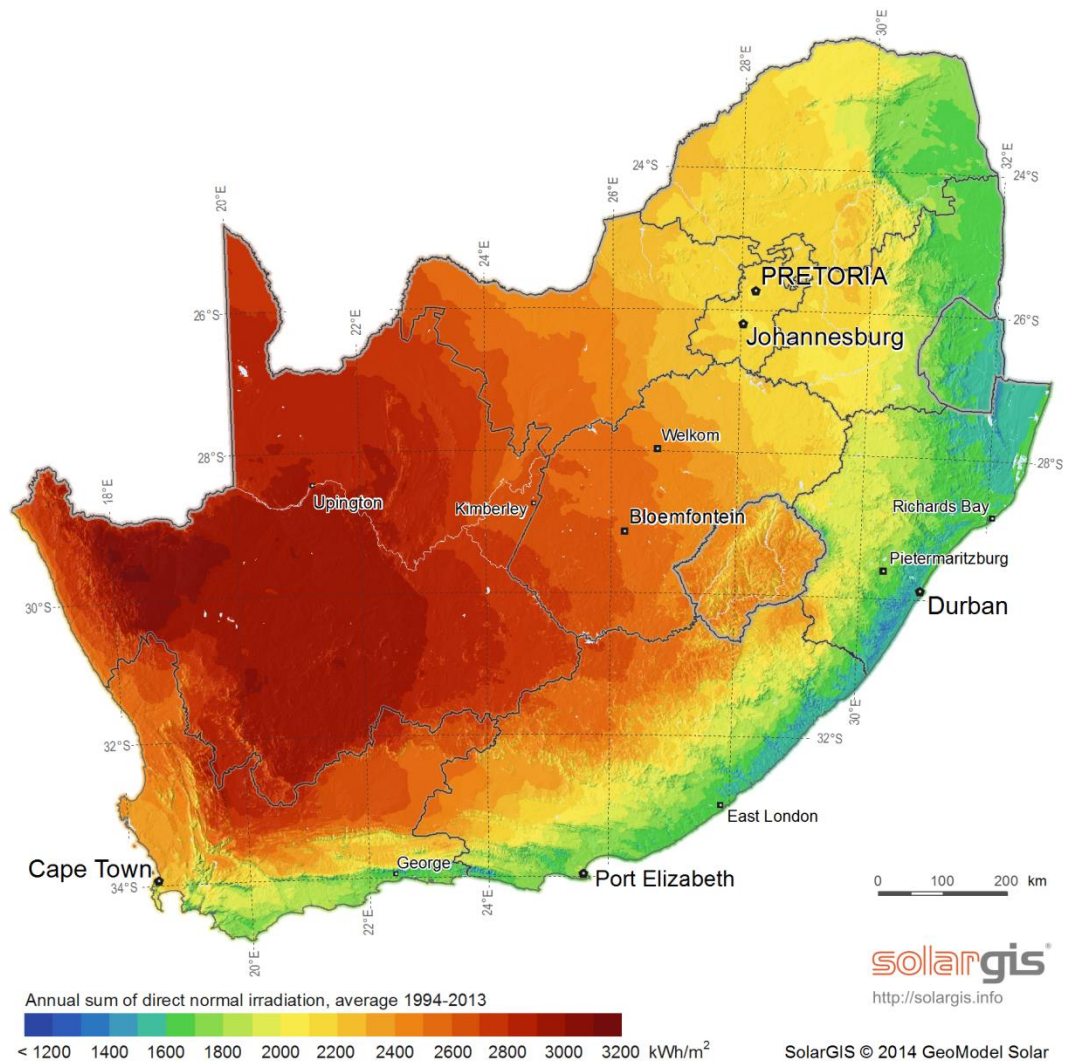 30°E
28°E
32°E
24°S
24°S
26°E
20°E
24°E
PRETORIA
26°S
22°E
26°S
Johannesburg
Welkom
28°S
28°S
18°E
Upington
Kimberley
Richards Bay
Bloemfontein
Pietermaritzburg
30°S
Durban
30°E
32°S
32°S
East London
Cape Town
George
Port Elizabeth
34°S
24°E
22°E
20°E
0 100 200 km
solargis®
http://solargis.info
Annual sum of direct normal irradiation, average 1994-2013
< 1200 1400 1600 1800 2000 2200 2400 2600 2800 3000 3200 kWh/m²
SolarGIS © 2014 GeoModel Solar